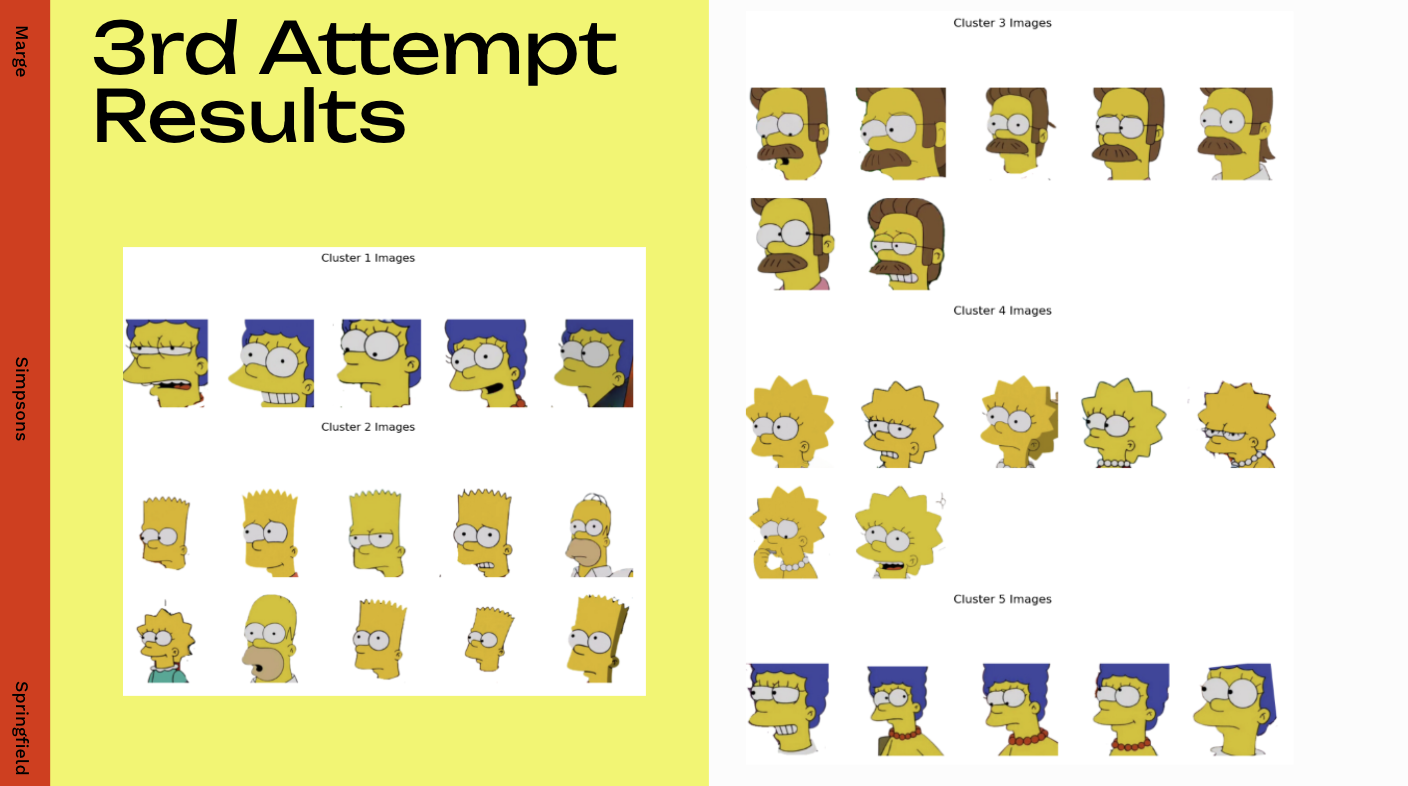 Marge
Simpsons
Springfield
3rd Attempt
Results
Cluster 1 Images
Cluster 2 Images
Cluster 3 Images
Cluster 4 Images
Cluster 5 Images